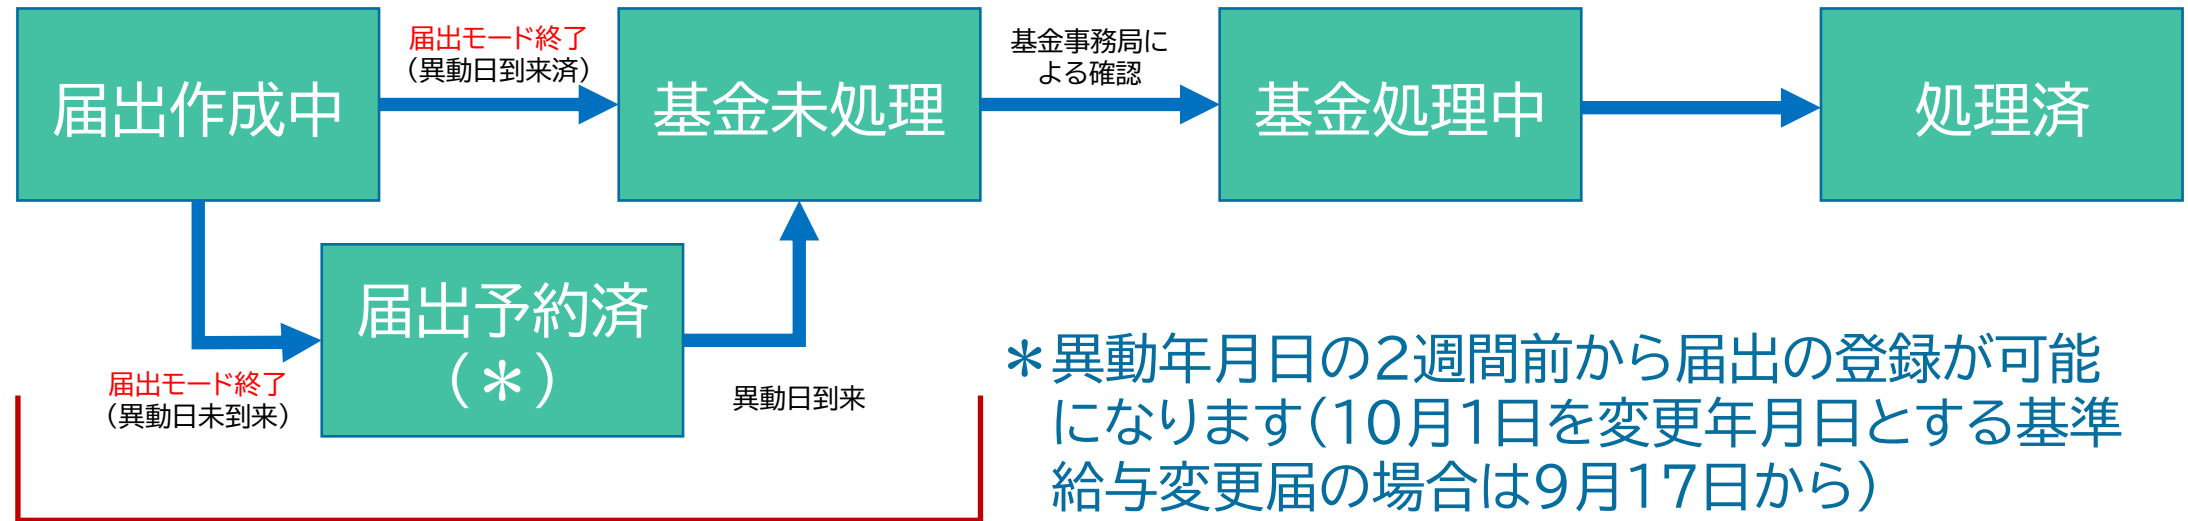 届出作成中
届出モード終了
（異動日到来済）
基金未処理
基金事務局に
よる確認
基金処理中
処理済
届出モード終了
（異動日未到来）
届出予約済
（＊）
異動日到来
＊異動年月日の2週間前から届出の登録が可能
になります（10月1日を変更年月日とする基準
給与変更届の場合は9月17日から）